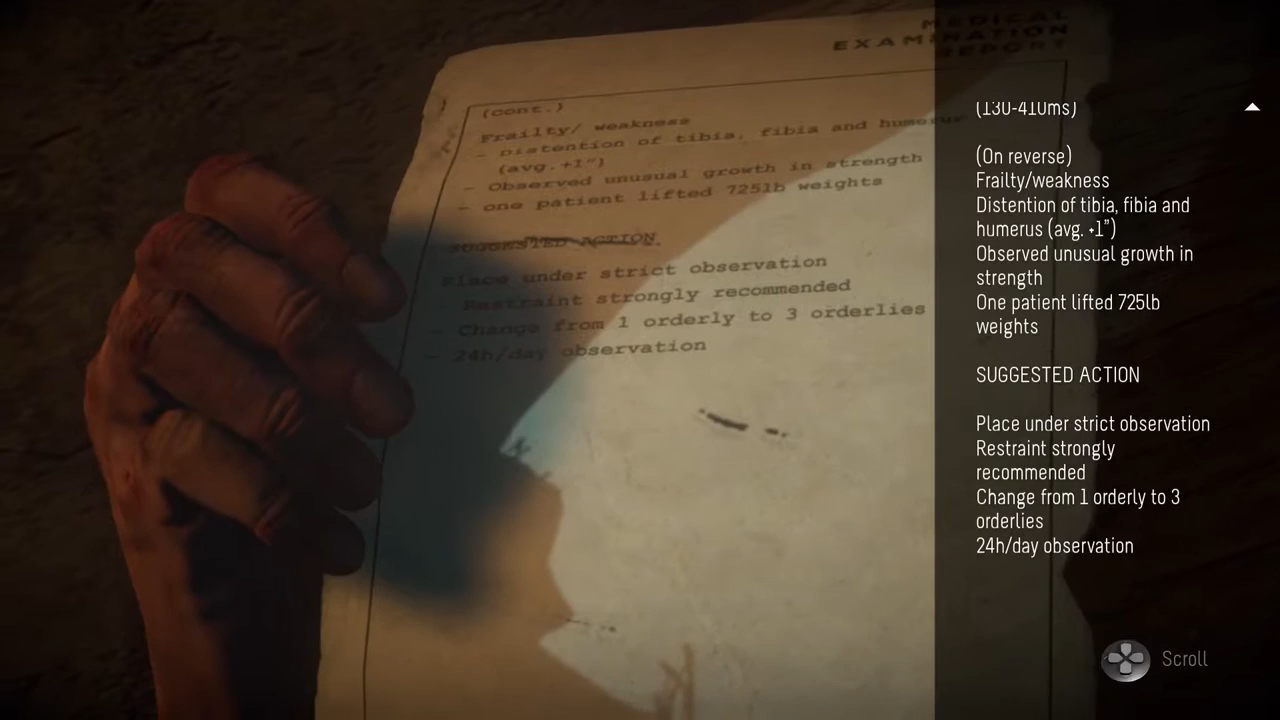 MEDICAL
EXAMINATION
REPORT
(cont.)
Frailty/ weakness
- Distention of tibia, fibia and humerus
(avg.+1")
- Observed unusual growth in strength
- one patient lifted 725lb weights
SUGGESTED ACTION
Place under strict observation
- Restraint strongly recommended
- Change from 1 orderly to 3 orderlies
- 24h/day observation
(130-410ms)
(On reverse)
Frailty/weakness
Distention of tibia, fibia and
humerus (avg. +1")
Observed unusual growth in
strength
One patient lifted 725lb
weights
SUGGESTED ACTION
Place under strict observation
Restraint strongly
recommended
Change from 1 orderly to 3
orderlies
24h/day observation
Scroll